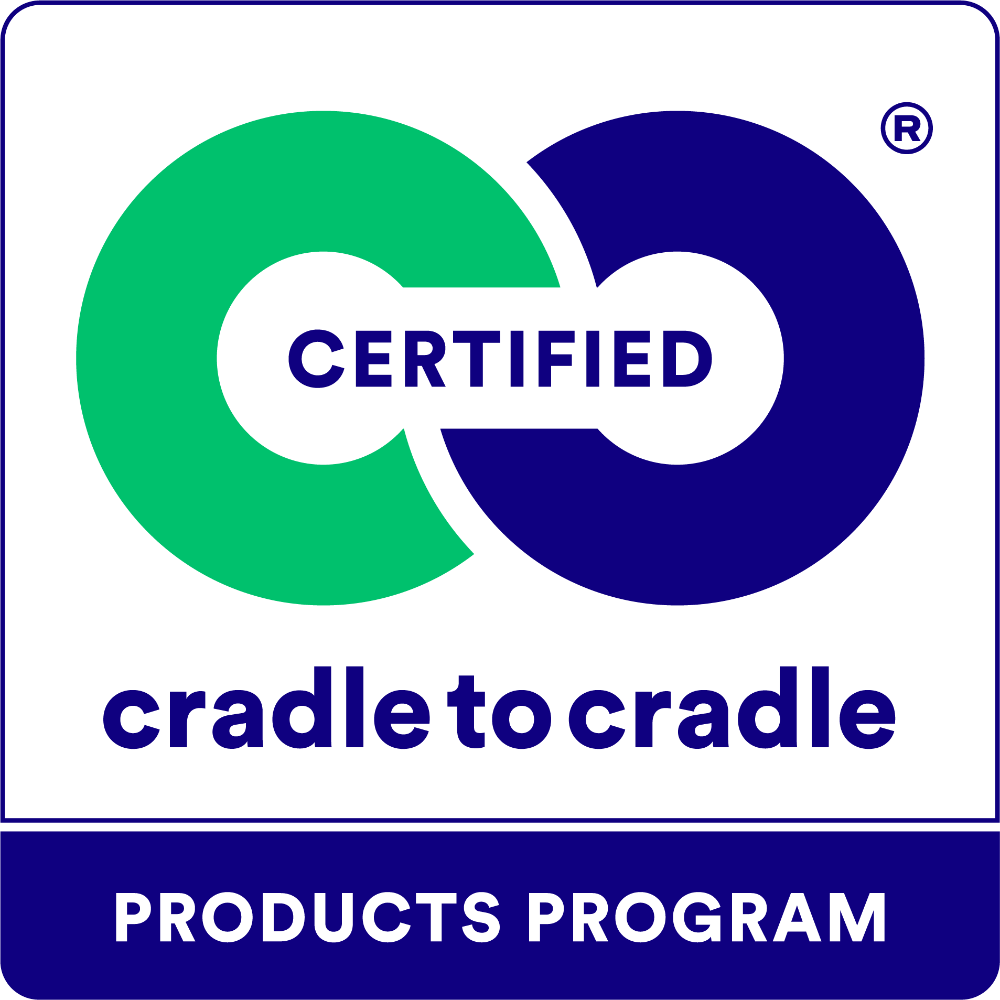 ®
CERTIFIED
cradle to cradle
PRODUCTS PROGRAM